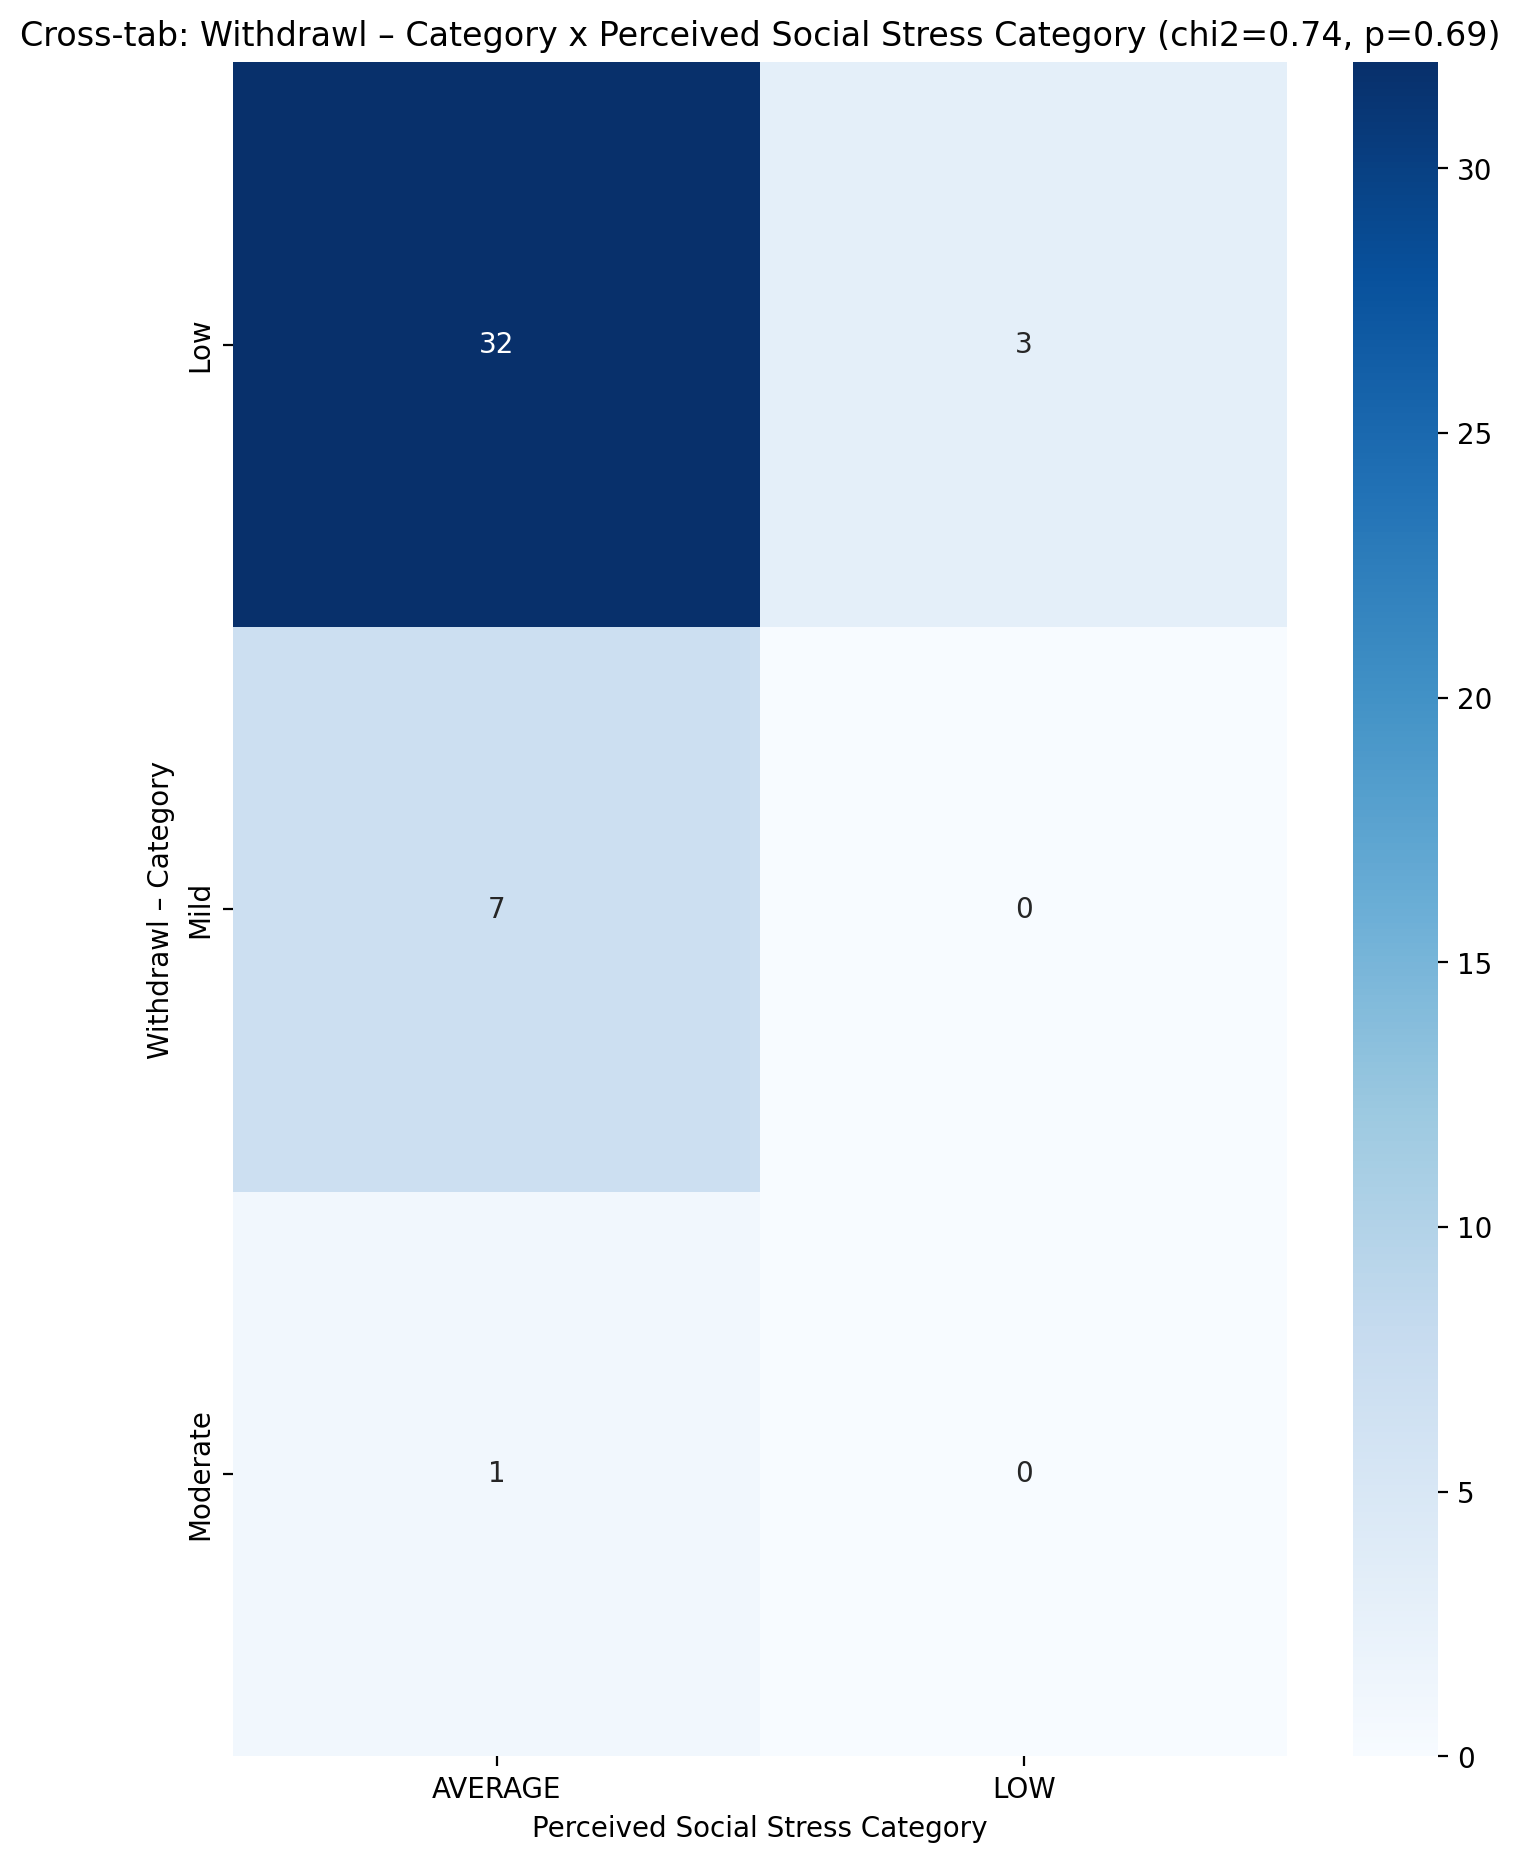 Cross-tab: Withdrawl – Category x Perceived Social Stress Category (chi2=0.74, p=0.69)
Withdrawl – Category
Low
32
3
Mild
7
0
Moderate
1
0
AVERAGE
LOW
Perceived Social Stress Category
30
25
20
15
10
5
0